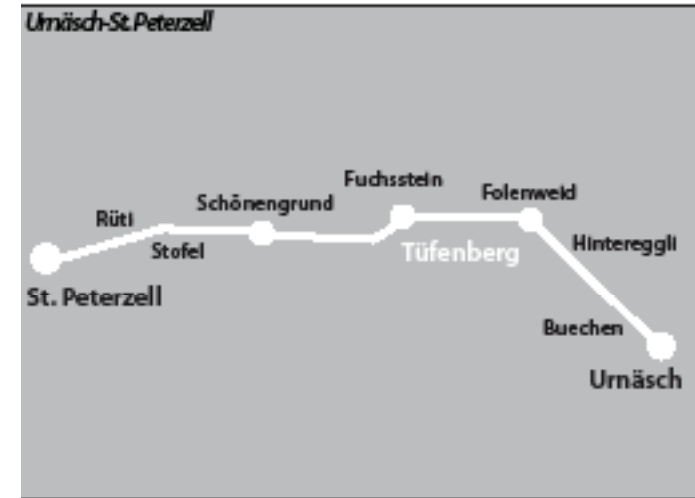 Urnäsch-St. Peterzell
Fuchsstein
Folenweid
Schönengrund
Rüti
Stofel
Tüfenberg
Hintereggli
St. Peterzell
Buechen
Urnäsch